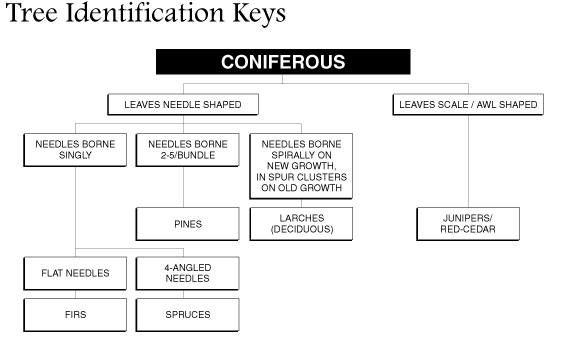 Tree Identification Keys
CONIFEROUS
LEAVES NEEDLE SHAPED
LEAVES SCALE / AWL SHAPED
NEEDLES BORNE
SINGLY
NEEDLES BORNE
2-5/BUNDLE
NEEDLES BORNE
SPIRALLY ON
NEW GROWTH,
IN SPUR CLUSTERS
ON OLD GROWTH
PINES
LARCHES
(DECIDUOUS)
JUNIPERS/
RED-CEDAR
FLAT NEEDLES
4-ANGLED
NEEDLES
FIRS
SPRUCES